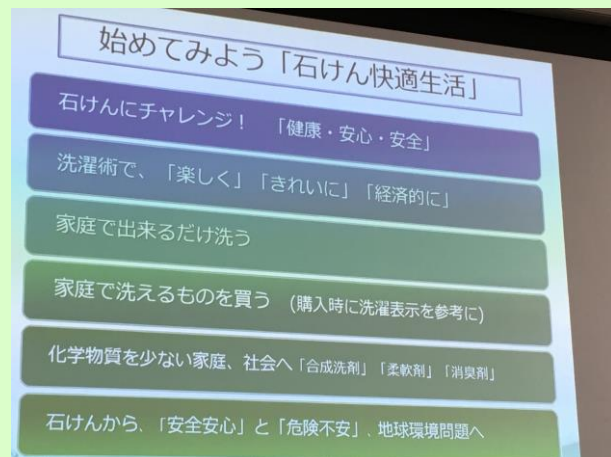 始めてみよう「石けん快適生活」
石けんにチャレンジ！　「健康・安心・安全」
洗濯術で、「楽しく」「きれいに」「経済的に」
家庭で出来るだけ洗う
家庭で洗えるものを買う　(購入時に洗濯表示を参考に)
化学物質を少ない家庭、社会へ「合成洗剤」「柔軟剤」「消臭剤」
石けんから、「安全安心」と「危険不安」、地球環境問題へ